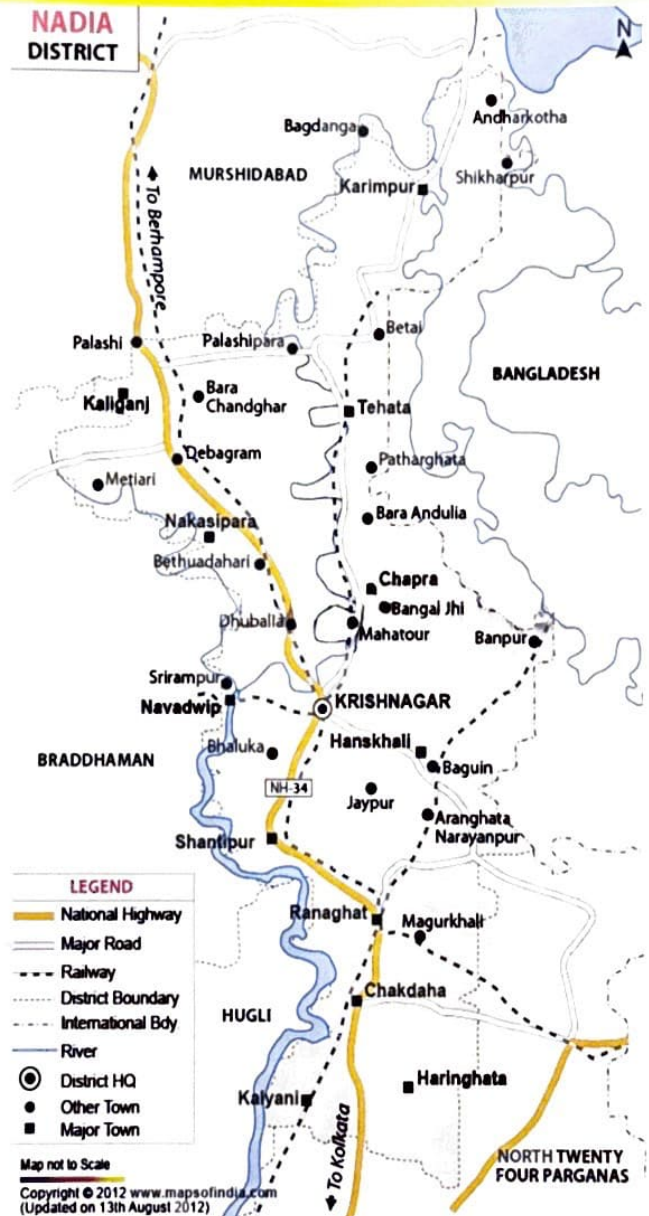 NADIA
DISTRICT
N
Andharkotha
Bagdanga
MURSHIDABAD
Shikharpur
Karimpur
To Berhampore
Betai
Palashi
Palashipara
BANGLADESH
Kaliganj
Bara
Chandghar
Tehata
Debagram
Patharghata
Metiari
Bara Andulia
Nakasipara
Bethuadahari
Chapra
Bangal Jhi
Dhuballa
Mahatour
Banpur
Srirampur
Navadwip
KRISHNAGAR
Hanskhali
Bhaluka
BRADDHAMAN
Baguin
NH-34
Jaypur
Aranghata
Narayanpur
Shantipur
LEGEND
National Highway
Major Road
Railway
District Boundary
International Bdy
River
District HQ
Other Town
Major Town
Ranaghat
Magurkhali
Chakdaha
HUGLI
Haringhata
Kalyani
To Kolkata
NORTH TWENTY
FOUR PARGANAS
Map not to Scale
Copyright © 2012 www.mapsofindia.com
(Updated on 13th August 2012)